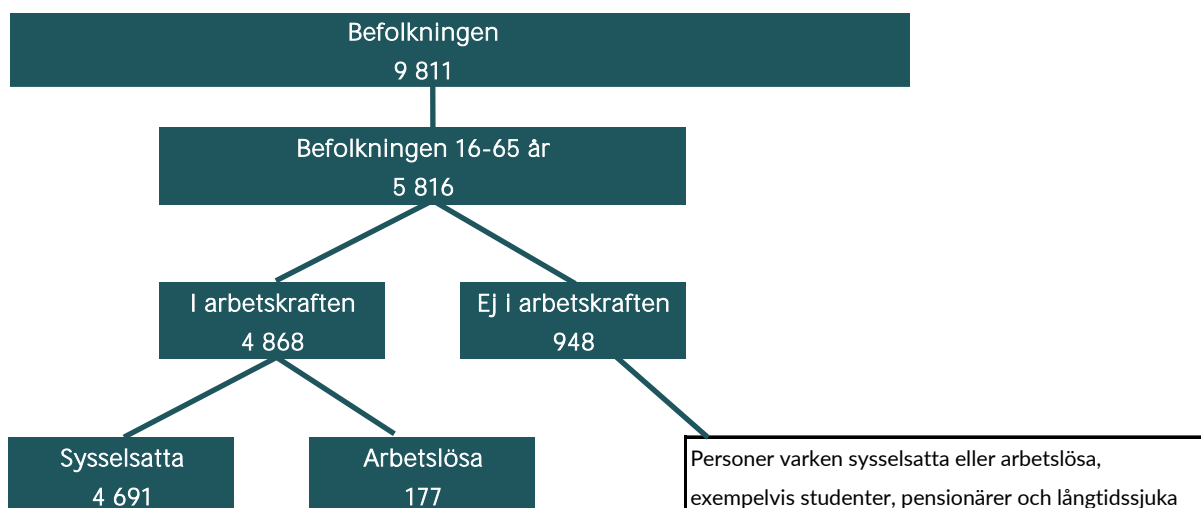 Befolkningen
9 811
Befolkningen 16-65 år
5 816
I arbetskraften
4 868
Ej i arbetskraften
948
Sysselsatta
4 691
Arbetslösa
177
Personer varken sysselsatta eller arbetslösa,
exempelvis studenter, pensionärer och långtidssjuka